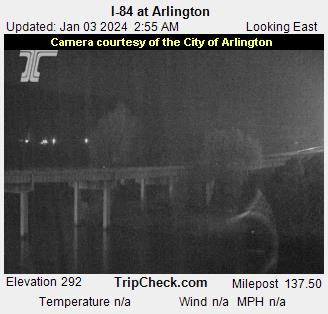 I-84 at Arlington
Updated: Jan 03 2024 2:55 AM Looking East
Camera courtesy of the City of Arlington
Elevation 292 TripCheck.com Milepost 137.50
Temperature n/a Wind n/a MPH n/a